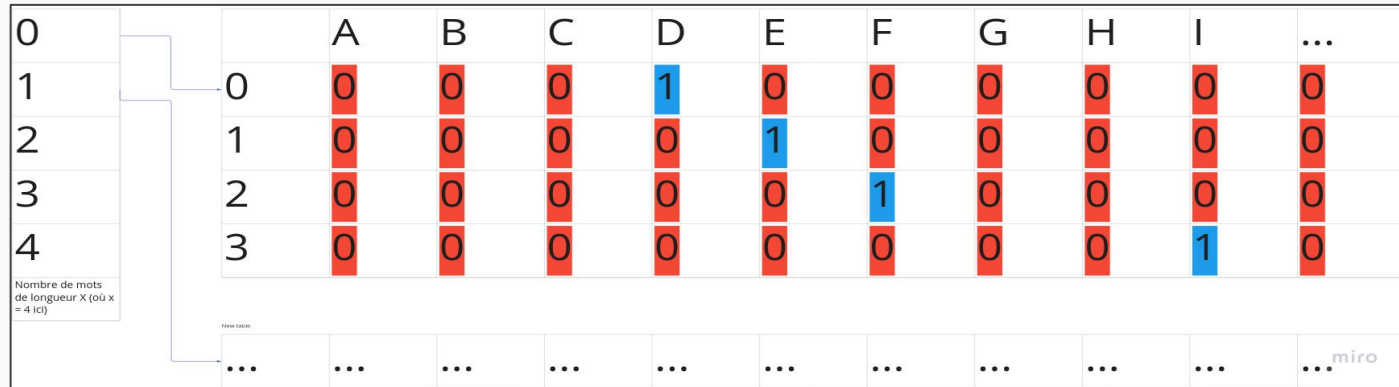 0 A B C D E F G H I ...
1 0 0 0 0 1 0 0 0 0 0 0
2 1 0 0 0 0 1 0 0 0 0 0
3 2 0 0 0 0 0 1 0 0 0 0
4 3 0 0 0 0 0 0 0 0 1 0
Nombre de mots
de longueur X (où x
= 4 ici)
New table
... ... ... ... ... ... ... ... ... ... ...
miro